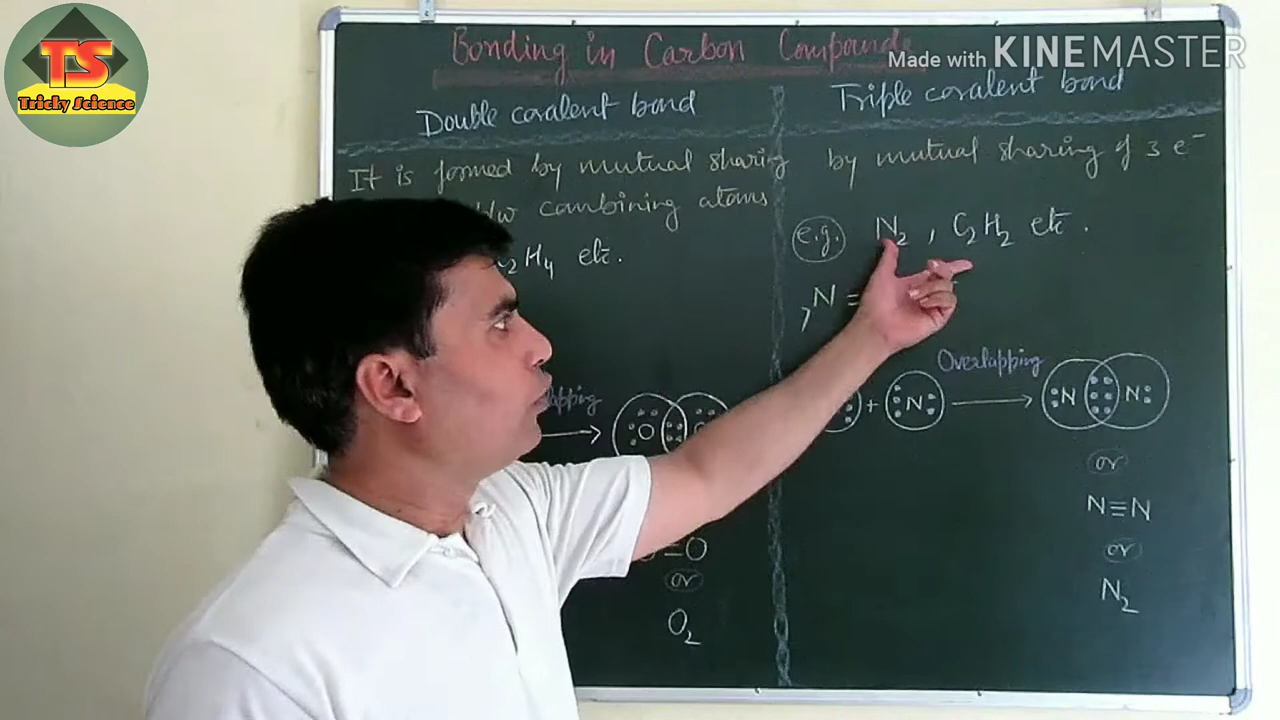 TS
Tricky Science
Made with KINEMASTER
Bonding in Carbon Compounds
Double covalent bond
It is formed by mutual sharing
b/w combining atoms
C2H4 etc.
→
O
O=O
or
O₂
Triple covalent bond
by mutual sharing of 3 e⁻
e.g. N₂, C₂H₂ etc.
,N =
+ N → N N
Overlapping
or
N≡N
or
N₂